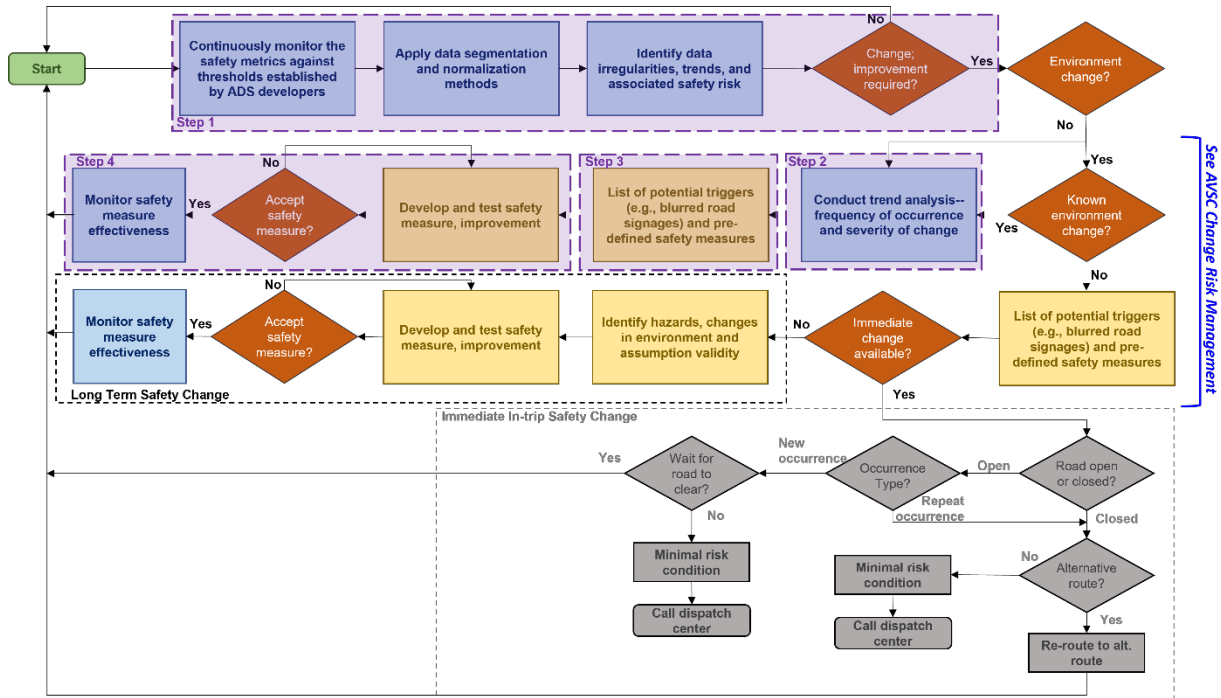 No
Start
Continuously monitor the
safety metrics against
thresholds established
by ADS developers
Apply data segmentation
and normalization
methods
Identify data
irregularities, trends, and
associated safety risk
Change;
improvement
required?
Yes
Environment
change?
Step 1
No
Yes
Step 4
No
Monitor safety
measure
effectiveness
Yes
Accept
safety
measure?
Develop and test safety
measure, improvement
Step 3
List of potential triggers
(e.g., blurred road
signages) and pre-
defined safety measures
Step 2
Conduct trend analysis--
frequency of occurrence
and severity of change
Yes
Known
environment
change?
See AVSC Change Risk Management
No
No
Monitor safety
measure
effectiveness
Yes
Accept
safety
measure?
Develop and test safety
measure, improvement
Identify hazards, changes
in environment and
assumption validity
No
Immediate
change
available?
List of potential triggers
(e.g., blurred road
signages) and pre-
defined safety measures
Long Term Safety Change
Yes
Immediate In-trip Safety Change
Yes
Wait for
road to
clear?
New
occurrence
Occurrence
Type?
Open
Road open
or closed?
Repeat
occurrence
Closed
No
Minimal risk
condition
Call dispatch
center
Minimal risk
condition
No
Alternative
route?
Call dispatch
center
Yes
Re-route to alt.
route